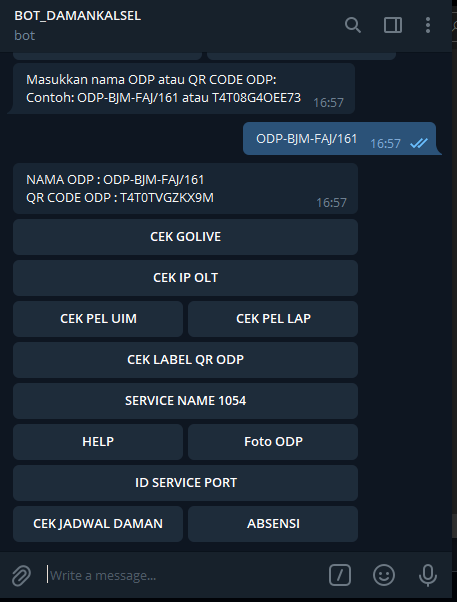 BOT_DAMANKALSEL
bot
Masukkan nama ODP atau QR CODE ODP:
Contoh: ODP-BJM-FAJ/161 atau T4T08G4OEE73
16:57
ODP-BJM-FAJ/161
16:57
NAMA ODP : ODP-BJM-FAJ/161
QR CODE ODP : T4T0TVGZKX9M
16:57
CEK GOLIVE
CEK IP OLT
CEK PEL UIM
CEK PEL LAP
CEK LABEL QR ODP
SERVICE NAME 1054
HELP
Foto ODP
ID SERVICE PORT
CEK JADWAL DAMAN
ABSENSI
Write a message...